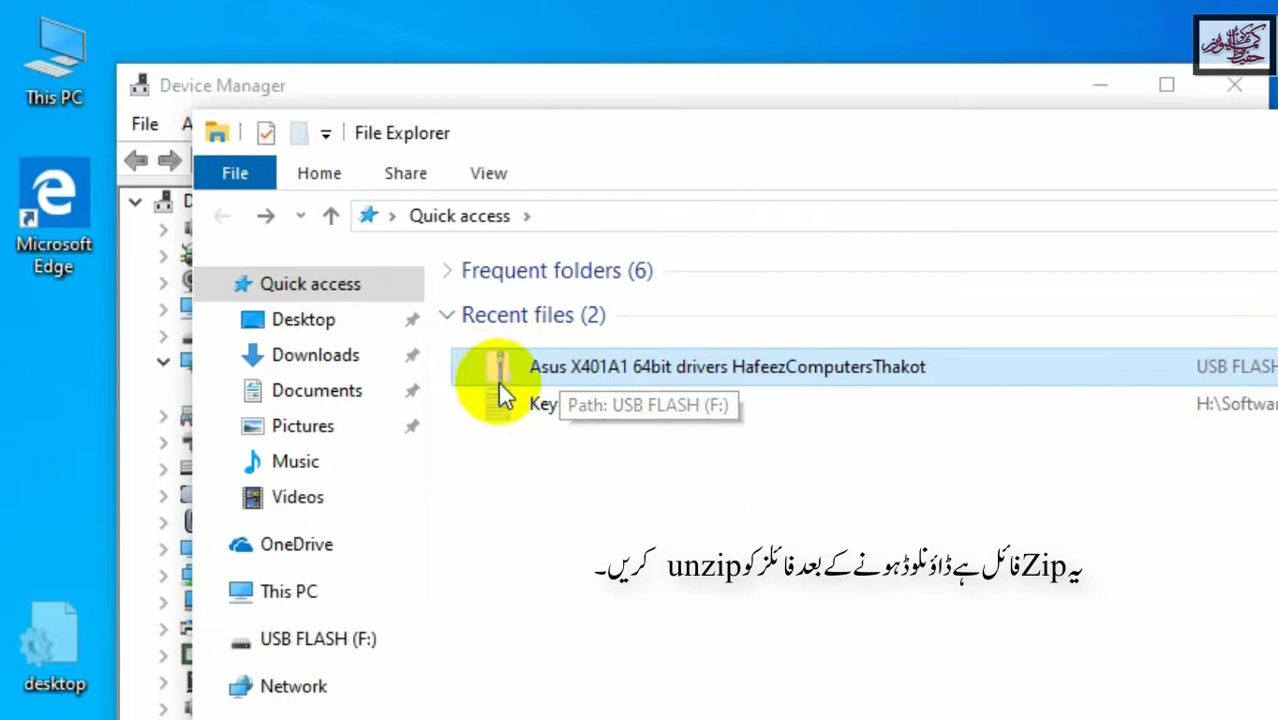 This PC
Device Manager
File
A
File Explorer
File
Home
Share
View
Microsoft
Edge
D
Quick access
Frequent folders (6)
Quick access
Recent files (2)
Desktop
Downloads
Asus X401A1 64bit drivers HafeezComputersThakot
USB FLASH
Documents
Key
Path: USB FLASH (F:)
H:\Softwar
Pictures
Music
Videos
OneDrive
یہ Zip فائل ہے ڈاؤنلوڈ ہونے کے بعد فائلز کو unzip کریں۔
This PC
USB FLASH (F:)
desktop
Network